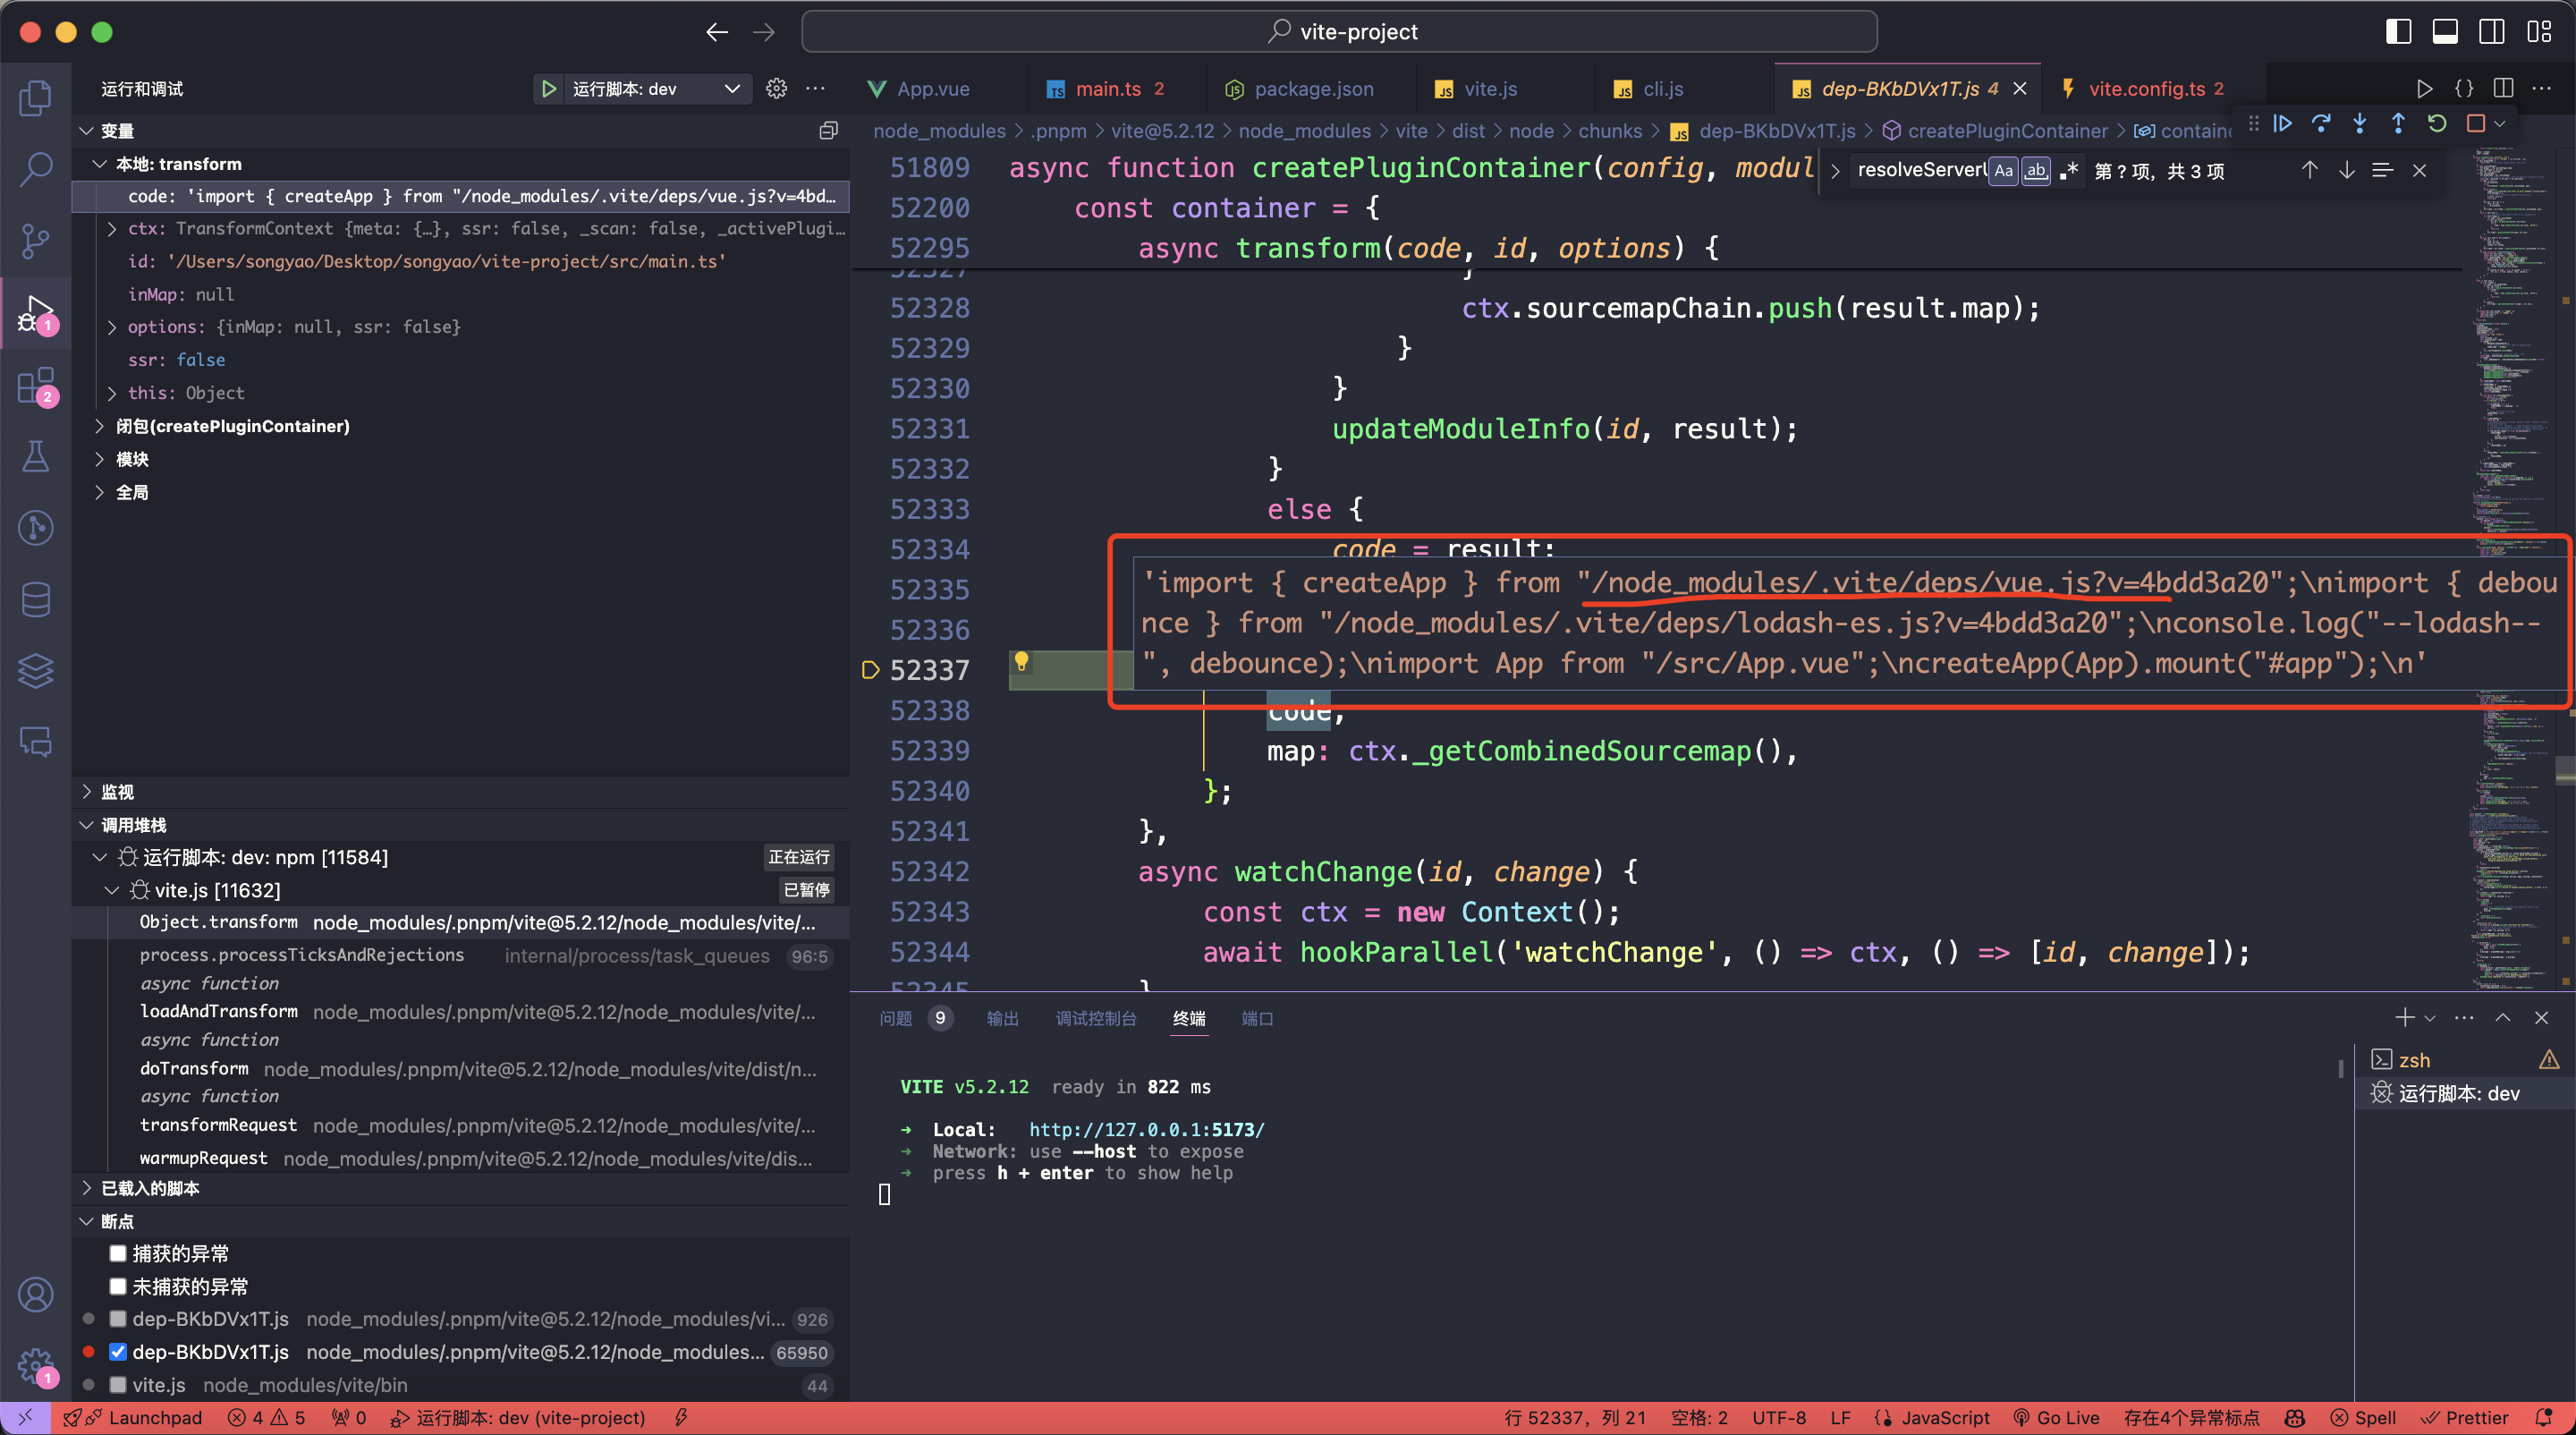 vite-project
运行和调试
运行脚本: dev
App.vue
main.ts 2
package.json
vite.js
cli.js
dep-BKbDVx1T.js 4
vite.config.ts 2
变量
本地: transform
code: 'import { createApp } from "/node_modules/.vite/deps/vue.js?v=4bd…
ctx: TransformContext {meta: {…}, ssr: false, _scan: false, _activePlugi…
id: '/Users/songyao/Desktop/songyao/vite-project/src/main.ts'
inMap: null
options: {inMap: null, ssr: false}
ssr: false
this: Object
闭包(createPluginContainer)
模块
全局
监视
调用堆栈
运行脚本: dev: npm [11584] 正在运行
vite.js [11632] 已暂停
Object.transform node_modules/.pnpm/vite@5.2.12/node_modules/vite/...
process.processTicksAndRejections internal/process/task_queues 96:5
async function
loadAndTransform node_modules/.pnpm/vite@5.2.12/node_modules/vite/...
async function
doTransform node_modules/.pnpm/vite@5.2.12/node_modules/vite/dist/n...
async function
transformRequest node_modules/.pnpm/vite@5.2.12/node_modules/vite/...
warmupRequest node_modules/.pnpm/vite@5.2.12/node_modules/vite/dis...
已载入的脚本
断点
捕获的异常
未捕获的异常
dep-BKbDVx1T.js node_modules/.pnpm/vite@5.2.12/node_modules/vi... 926
dep-BKbDVx1T.js node_modules/.pnpm/vite@5.2.12/node_modules... 65950
vite.js node_modules/vite/bin 44
node_modules > .pnpm > vite@5.2.12 > node_modules > vite > dist > node > chunks > dep-BKbDVx1T.js > createPluginContainer > containe
resolveServerU Aa ab .* 第 ? 项, 共 3 项
51809 async function createPluginContainer(config, modul
52200 const container = {
52295 async transform(code, id, options) {
52327 }
52328 ctx.sourcemapChain.push(result.map);
52329 }
52330 }
52331 updateModuleInfo(id, result);
52332 }
52333 else {
52334 code = result;
52335
52336
52337
'import { createApp } from "/node_modules/.vite/deps/vue.js?v=4bdd3a20";\nimport { debou
nce } from "/node_modules/.vite/deps/lodash-es.js?v=4bdd3a20";\nconsole.log("--lodash--
", debounce);\nimport App from "/src/App.vue";\ncreateApp(App).mount("#app");\n'
52338 code,
52339 map: ctx._getCombinedSourcemap(),
52340 };
52341 },
52342 async watchChange(id, change) {
52343 const ctx = new Context();
52344 await hookParallel('watchChange', () => ctx, () => [id, change]);
52345 }
问题 9 输出 调试控制台 终端 端口
VITE v5.2.12 ready in 822 ms
➜ Local: http://127.0.0.1:5173/
➜ Network: use --host to expose
➜ press h + enter to show help
zsh
运行脚本: dev
1
2
1
Launchpad 4 5 0 运行脚本: dev (vite-project)
行 52337, 列 21 空格: 2 UTF-8 LF JavaScript Go Live 存在4个异常标点 Spell Prettier